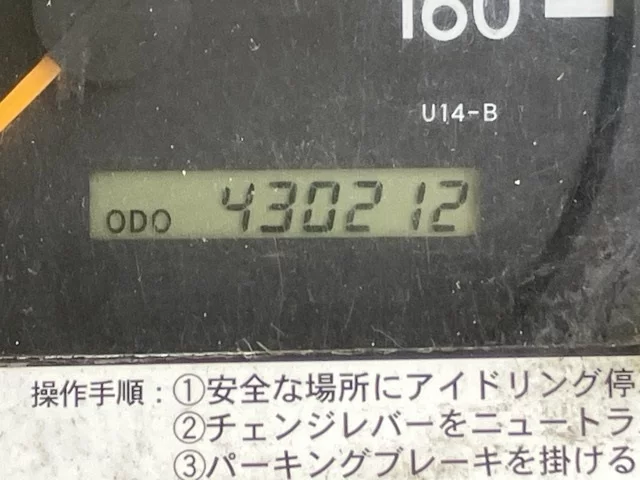 160
U14-B
ODO 430212
操作手順：①安全な場所にアイドリング停
②チェンジレバーをニュートラ
③パーキングブレーキを掛ける